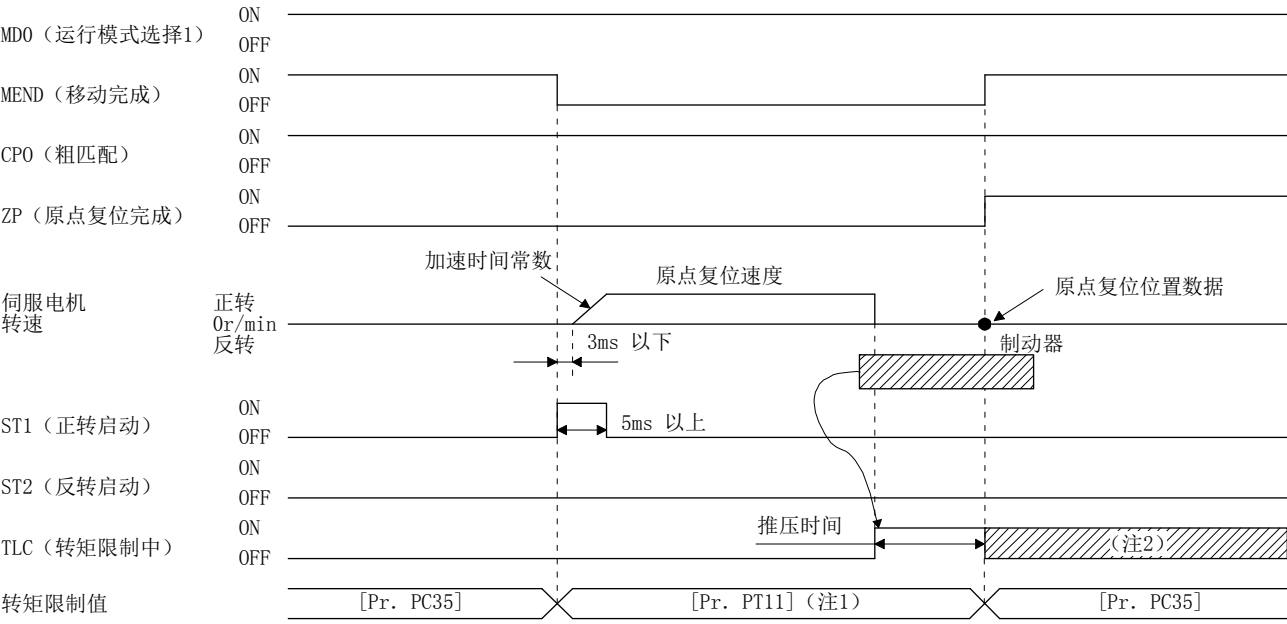 ON
MD0（运行模式选择1）
OFF
ON
MEND（移动完成）
OFF
ON
CPO（粗匹配）
OFF
ON
ZP（原点复位完成）
OFF
加速时间常数
原点复位速度
原点复位位置数据
伺服电机
转速
正转
0r/min
反转
3ms 以下
制动器
ON
ST1（正转启动）
OFF
5ms 以上
ON
ST2（反转启动）
OFF
ON
TLC（转矩限制中）
OFF
推压时间
（注2）
转矩限制值
[Pr. PC35]
[Pr. PT11]（注1）
[Pr. PC35]